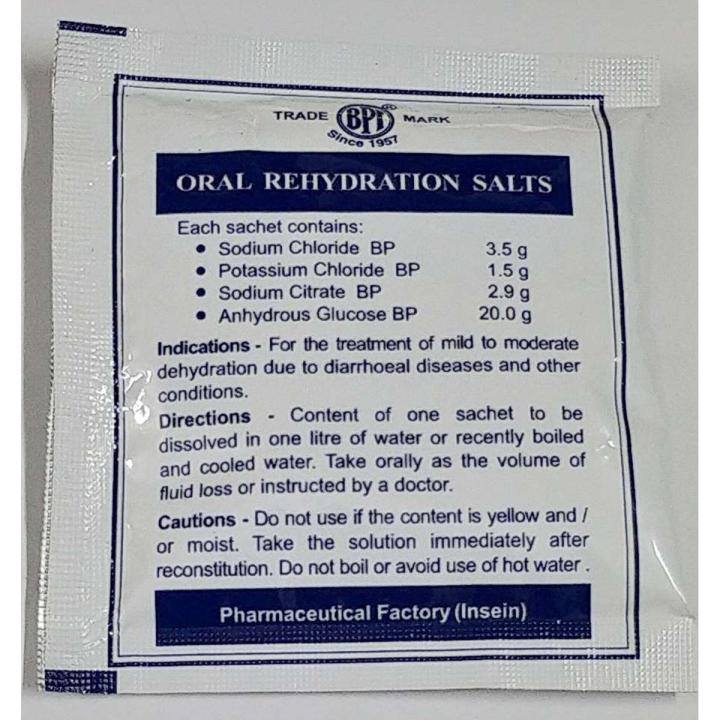 TRADE BPI ® MARK
Since 1957
ORAL REHYDRATION SALTS
Each sachet contains:
• Sodium Chloride BP 3.5 g
• Potassium Chloride BP 1.5 g
• Sodium Citrate BP 2.9 g
• Anhydrous Glucose BP 20.0 g
Indications - For the treatment of mild to moderate
dehydration due to diarrhoeal diseases and other
conditions.
Directions - Content of one sachet to be
dissolved in one litre of water or recently boiled
and cooled water. Take orally as the volume of
fluid loss or instructed by a doctor.
Cautions - Do not use if the content is yellow and /
or moist. Take the solution immediately after
reconstitution. Do not boil or avoid use of hot water .
Pharmaceutical Factory (Insein)